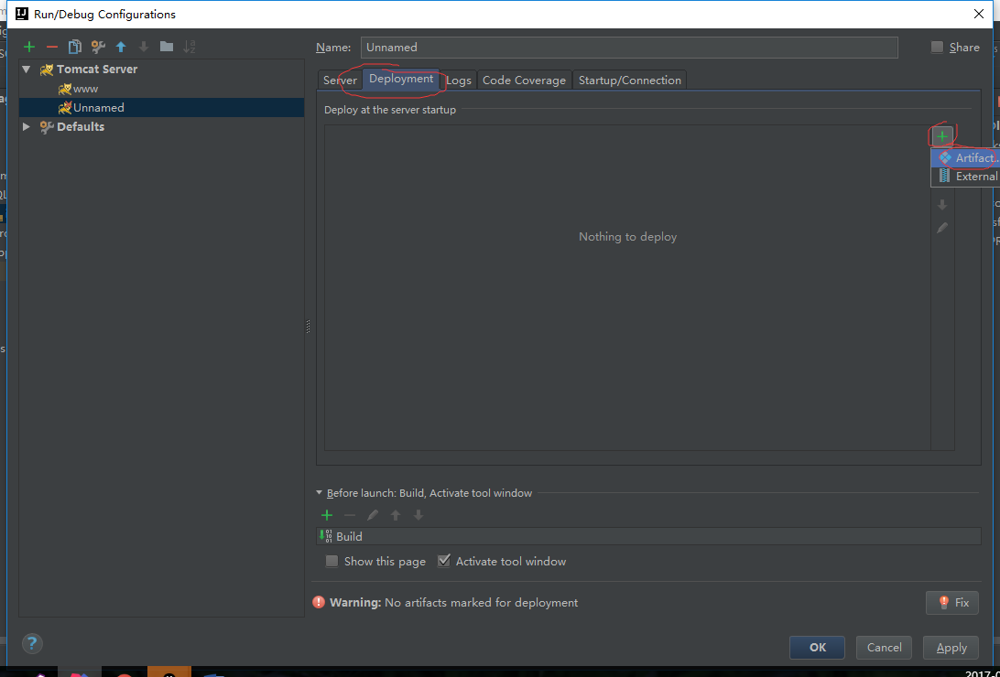 Run/Debug Configurations
Name: Unnamed Share
Tomcat Server
www
Unnamed
Defaults
Server Deployment Logs Code Coverage Startup/Connection
Deploy at the server startup
Artifact...
External
Nothing to deploy
Before launch: Build, Activate tool window
Build
Show this page Activate tool window
Warning: No artifacts marked for deployment Fix
OK Cancel Apply